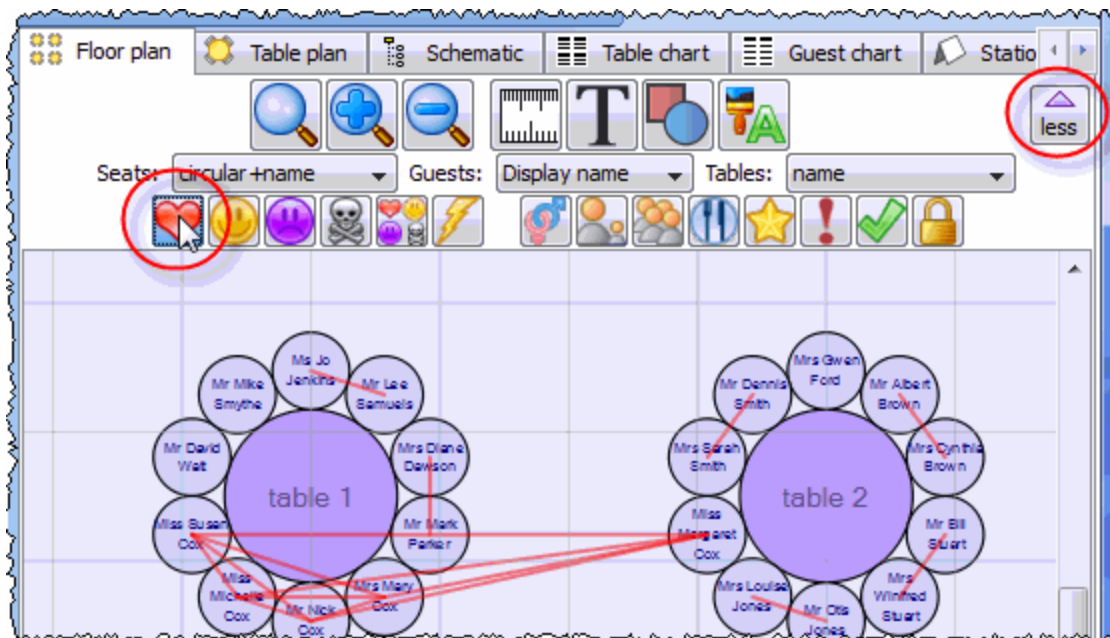 Floor plan
Table plan
Schematic
Table chart
Guest chart
Statio
T
A
less
Seats:
circular+name
Guests:
Display name
Tables:
name
Ms Jo
Jenkins
Mr Lee
Samuels
Mrs Diane
Dawson
Mr Mark
Parker
Mrs Mary
Cox
Mr Nick
Cox
Miss
Michelle
Cox
Miss Susan
Cox
Mr David
Watt
Mr Mike
Smythe
table 1
Mrs Gwen
Ford
Mr Albert
Brown
Mrs Cynthia
Brown
Mr Bill
Stuart
Mrs
Winifred
Stuart
Mr Otis
Jones
Mrs Louise
Jones
Miss
Margaret
Cox
Mrs Sarah
Smith
Mr Dennis
Smith
table 2